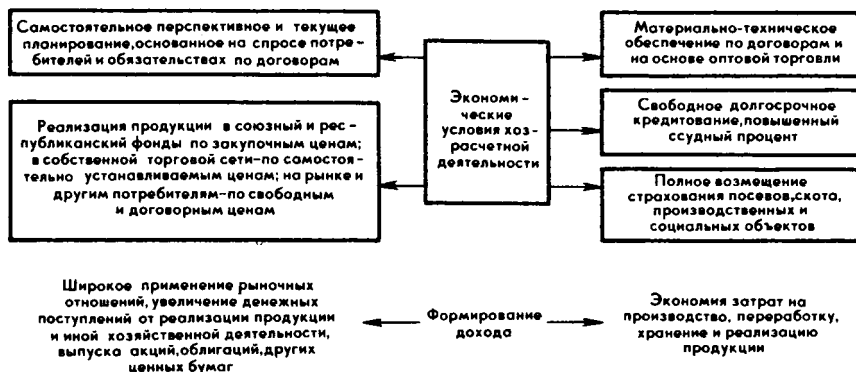 Самостоятельное перспективное и текущее
планирование,основанное на спросе потре-
бителей и обязательствах по договорам
Реализация продукции в союзный и рес-
публиканский фонды по закупочным ценам;
в собственной торговой сети-по самостоя-
тельно устанавливаемым ценам; на рынке и
другим потребителям-по свободным
и договорным ценам
Экономи-
ческие
условия хоз-
расчетной
деятельности
Материально-техническое
обеспечение по договорам и
на основе оптовой торговли
Свободное долгосрочное
кредитование,повышенный
ссудный процент
Полное возмещение
страхования посевов,скота,
производственных и
социальных объектов
Широкое применение рыночных
отношений, увеличение денежных
поступлений от реализации продукции
и иной хозяйственной деятельности,
выпуска акций,облигаций,других
ценных бумаг
Формирование
дохода
Экономия затрат на
производство, переработку,
хранение и реализацию
продукции